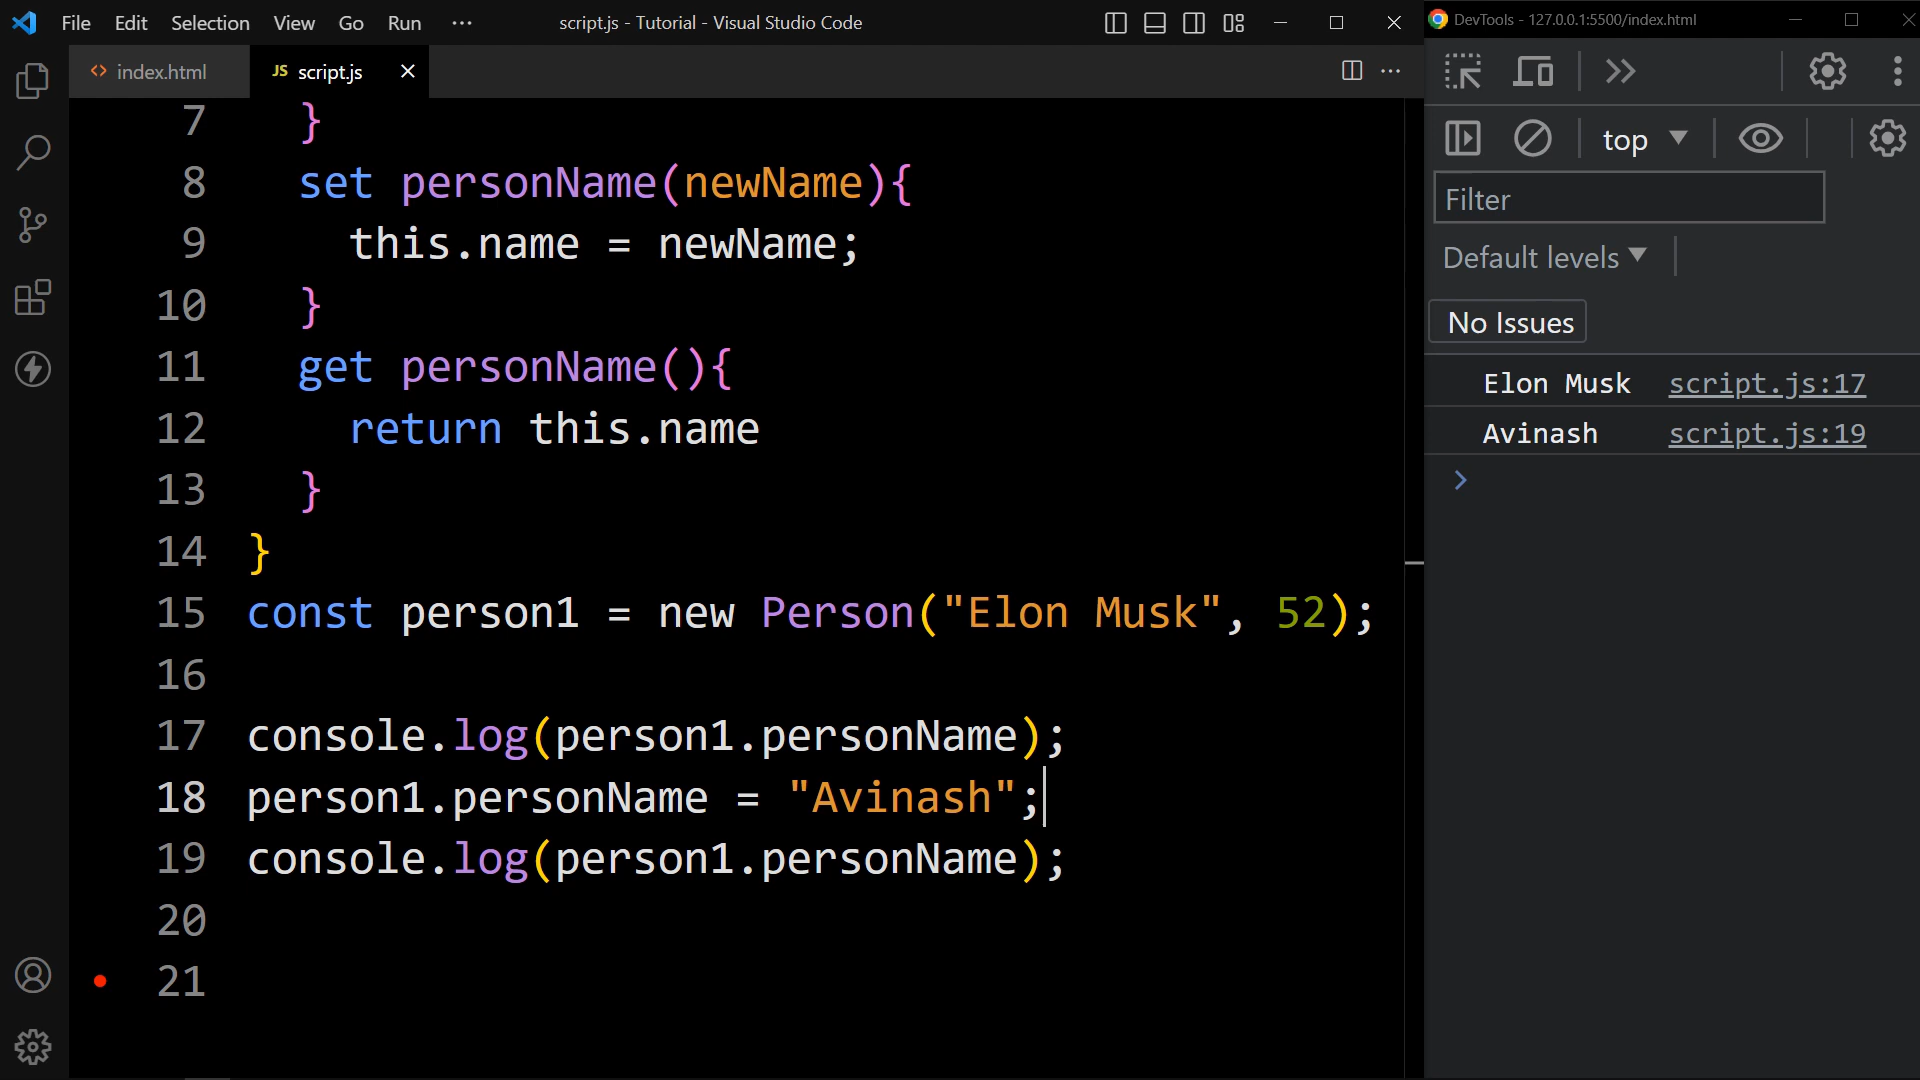 File Edit Selection View Go Run ··· script.js - Tutorial - Visual Studio Code
index.html JS script.js
7 }
8 set personName(newName){
9 this.name = newName;
10 }
11 get personName(){
12 return this.name
13 }
14 }
15 const person1 = new Person("Elon Musk", 52);
16
17 console.log(person1.personName);
18 person1.personName = "Avinash";
19 console.log(person1.personName);
20
21
DevTools - 127.0.0.1:5500/index.html
top
Filter
Default levels
No Issues
Elon Musk script.js:17
Avinash script.js:19